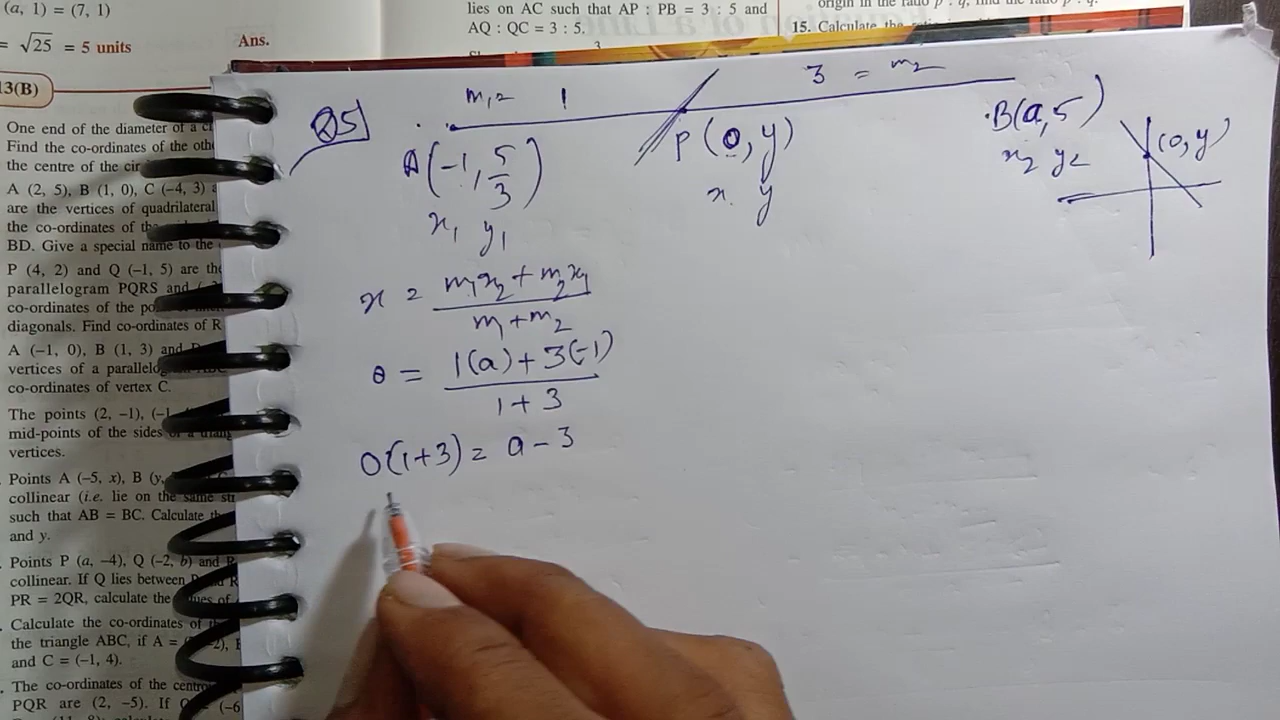 (a, 1) = (7, 1)
= √25 = 5 units
Ans.
lies on AC such that AP : PB = 3 : 5 and
AQ : QC = 3 : 5.
15. Calculate the
13(B)
One end of the diameter of a
Find the co-ordinates of the
the centre of the
A (2, 5), B (1, 0), C (−4, 3)
are the vertices of quadrilateral
the co-ordinates of
BD. Give a special name to the
P (4, 2) and Q (−1, 5) are
parallelogram PQRS and
co-ordinates of the
diagonals. Find co-ordinates of R
A (−1, 0), B (1, 3) and
vertices of a
co-ordinates of vertex C.
The points (2, −1),
mid-points of the sides
vertices.
Points A (−5, x), B (y,
collinear (i.e. lie on the same
such that AB = BC. Calculate
and y.
Points P (a, −4), Q (−2, b) and
collinear. If Q lies between
PR = 2QR, calculate the
Calculate the co-ordinates of
the triangle ABC, if A =
and C = (−1, 4).
The co-ordinates of the
PQR are (2, −5). If
(−6
Q5
m1= 1
3 = m2
A(-1, 5/3)
x1 y1
P(0, y)
x y
B(a, 5)
x2 y2
(0, y)
x = m1x2 + m2x1 / m1 + m2
0 = 1(a) + 3(-1) / 1 + 3
0(1+3) = a - 3